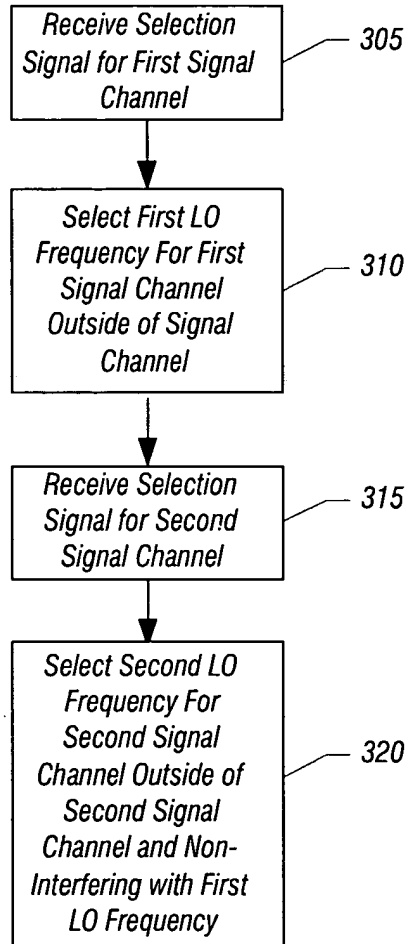 Receive Selection
Signal for First Signal
Channel
305
Select First LO
Frequency For First
Signal Channel
Outside of Signal
Channel
310
Receive Selection
Signal for Second
Signal Channel
315
Select Second LO
Frequency For
Second Signal
Channel Outside of
Second Signal
Channel and Non-
Interfering with First
LO Frequency
320